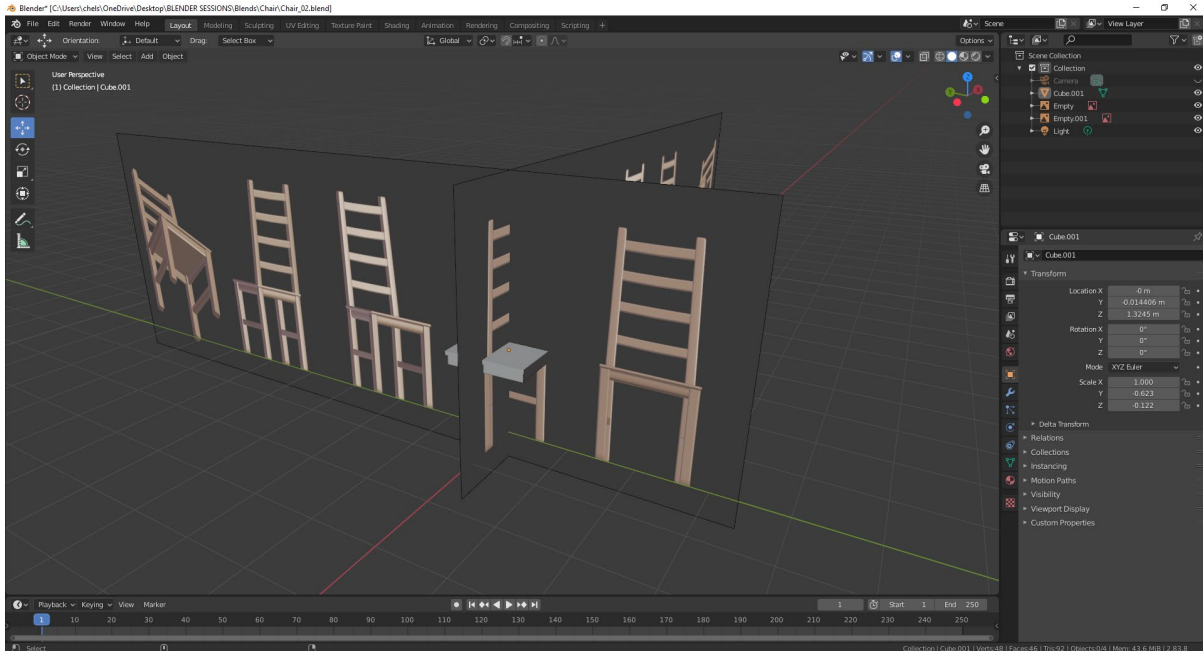 Blender* [C:\Users\chels\OneDrive\Desktop\BLENDER SESSIONS\Blends\Chair\Chair_02.blend]
File Edit Render Window Help Layout Modeling Sculpting UV Editing Texture Paint Shading Animation Rendering Compositing Scripting + Scene View Layer
Orientation: Default Drag: Select Box Global Options
Object Mode View Select Add Object
User Perspective
(1) Collection | Cube.001
Scene Collection
Collection
Camera
Cube.001
Empty
Empty.001
Light
Cube.001
Cube.001
Transform
Location X -0 m
Y -0.014406 m
Z 1.3245 m
Rotation X 0°
Y 0°
Z 0°
Mode XYZ Euler
Scale X 1.000
Y -0.623
Z -0.122
Delta Transform
Relations
Collections
Instancing
Motion Paths
Visibility
Viewport Display
Custom Properties
Playback Keying View Marker 1 Start 1 End 250
1 10 20 30 40 50 60 70 80 90 100 110 120 130 140 150 160 170 180 190 200 210 220 230 240 250
Select Collection | Cube.001 | Verts:48 | Faces:46 | Tris:92 | Objects:0/4 | Mem: 43.6 MiB | 2.83.8